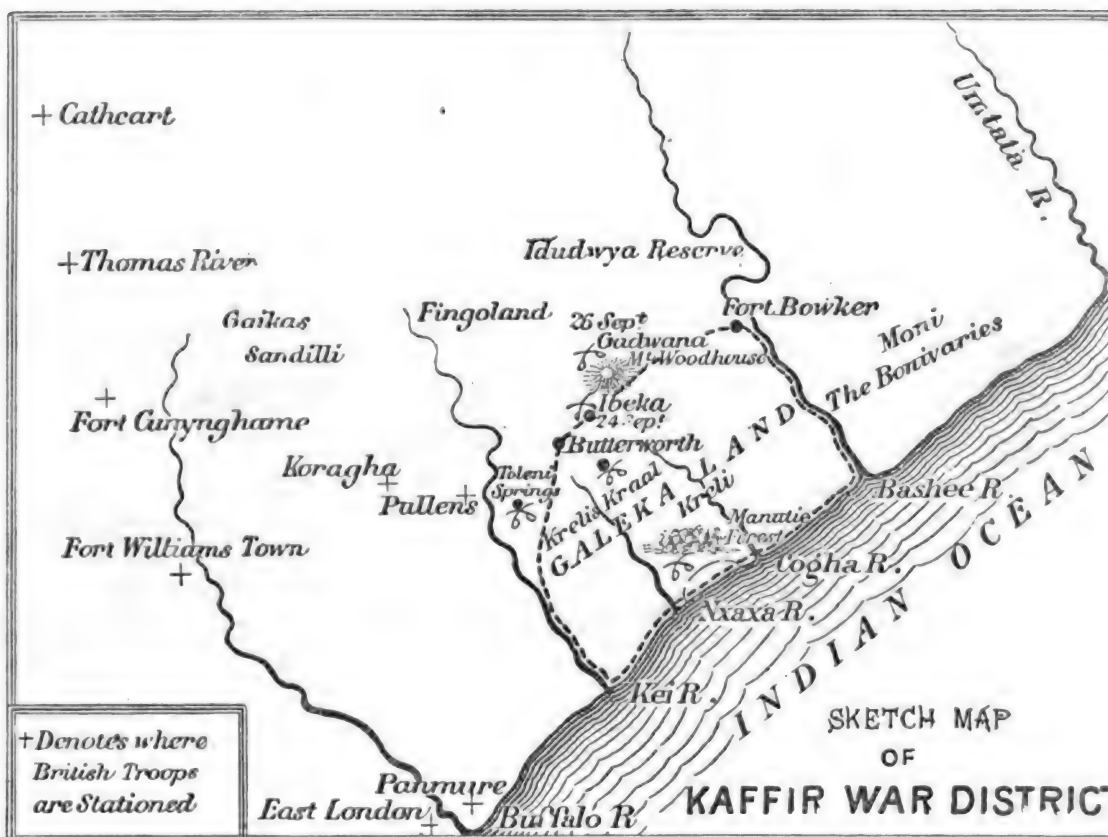 + Cathcart
Umtata R.
+ Thomas River
Idudwya Reserve
Gaikas
Sandilli
Fingoland
26 Sept.
Gadwana
Mt. Woodhouse
Fort Bowker
Moni
The Bonivaries
+
Fort Cunynghame
Ibeka
24 Sept.
Butterworth
Koragha
+
Pullens +
Toleni
Springs
Krelis Kraal
GALEKA LAND
Kreli
Manutie
Forest
Bashee R.
Fort Williams Town
+
+
Cogha R.
Nxaxa R.
Kei R.
INDIAN OCEAN
+ Denotes where
British Troops
are Stationed
Panmure
+
East London +
Buffalo R
SKETCH MAP
OF
KAFFIR WAR DISTRICT